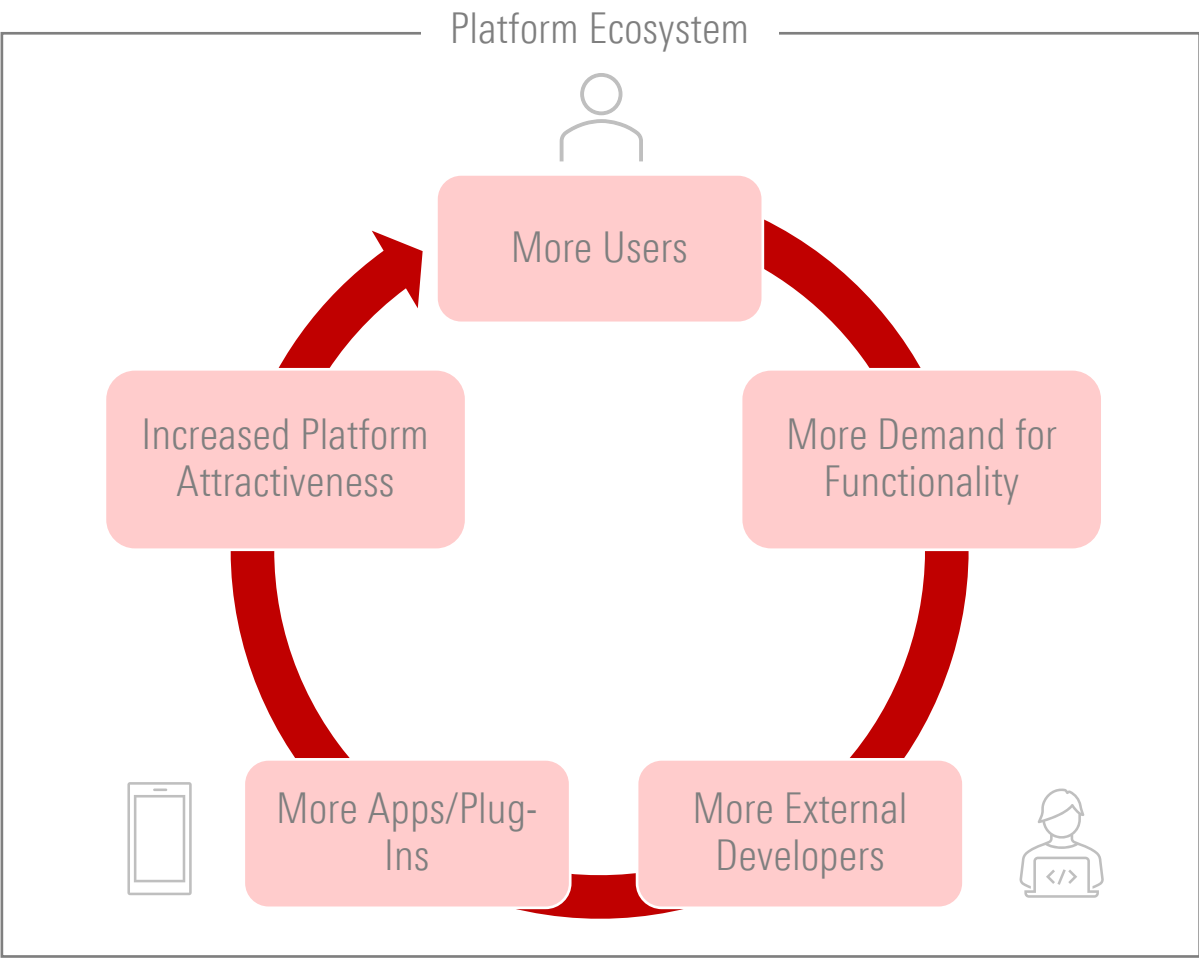 Platform Ecosystem
More Users
Increased Platform
Attractiveness
More Demand for
Functionality
More Apps/Plug-
Ins
More External
Developers
</>